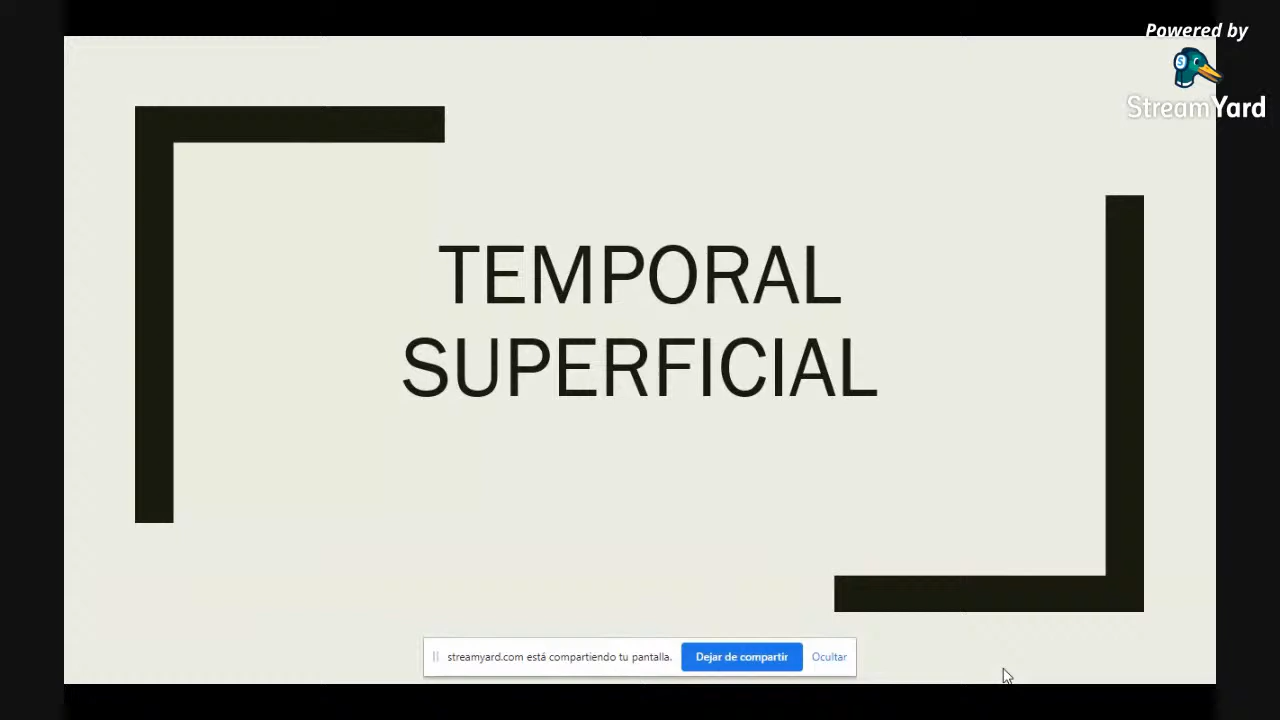 Powered by
S
StreamYard
TEMPORAL
SUPERFICIAL
streamyard.com está compartiendo tu pantalla.
Dejar de compartir
Ocultar